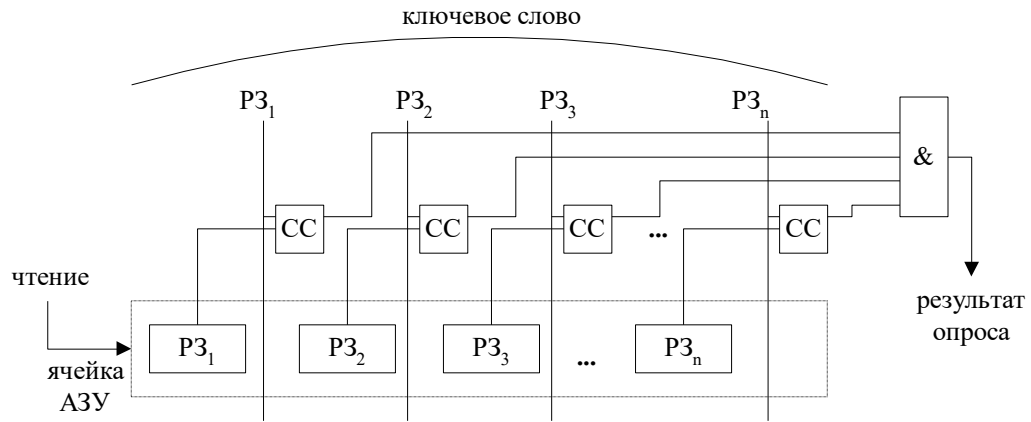 ключевое слово
РЗ₁ РЗ₂ РЗ₃ РЗₙ
&
СС СС СС ... СС
чтение
результат
опроса
РЗ₁ РЗ₂ РЗ₃ ... РЗₙ
ячейка
АЗУ